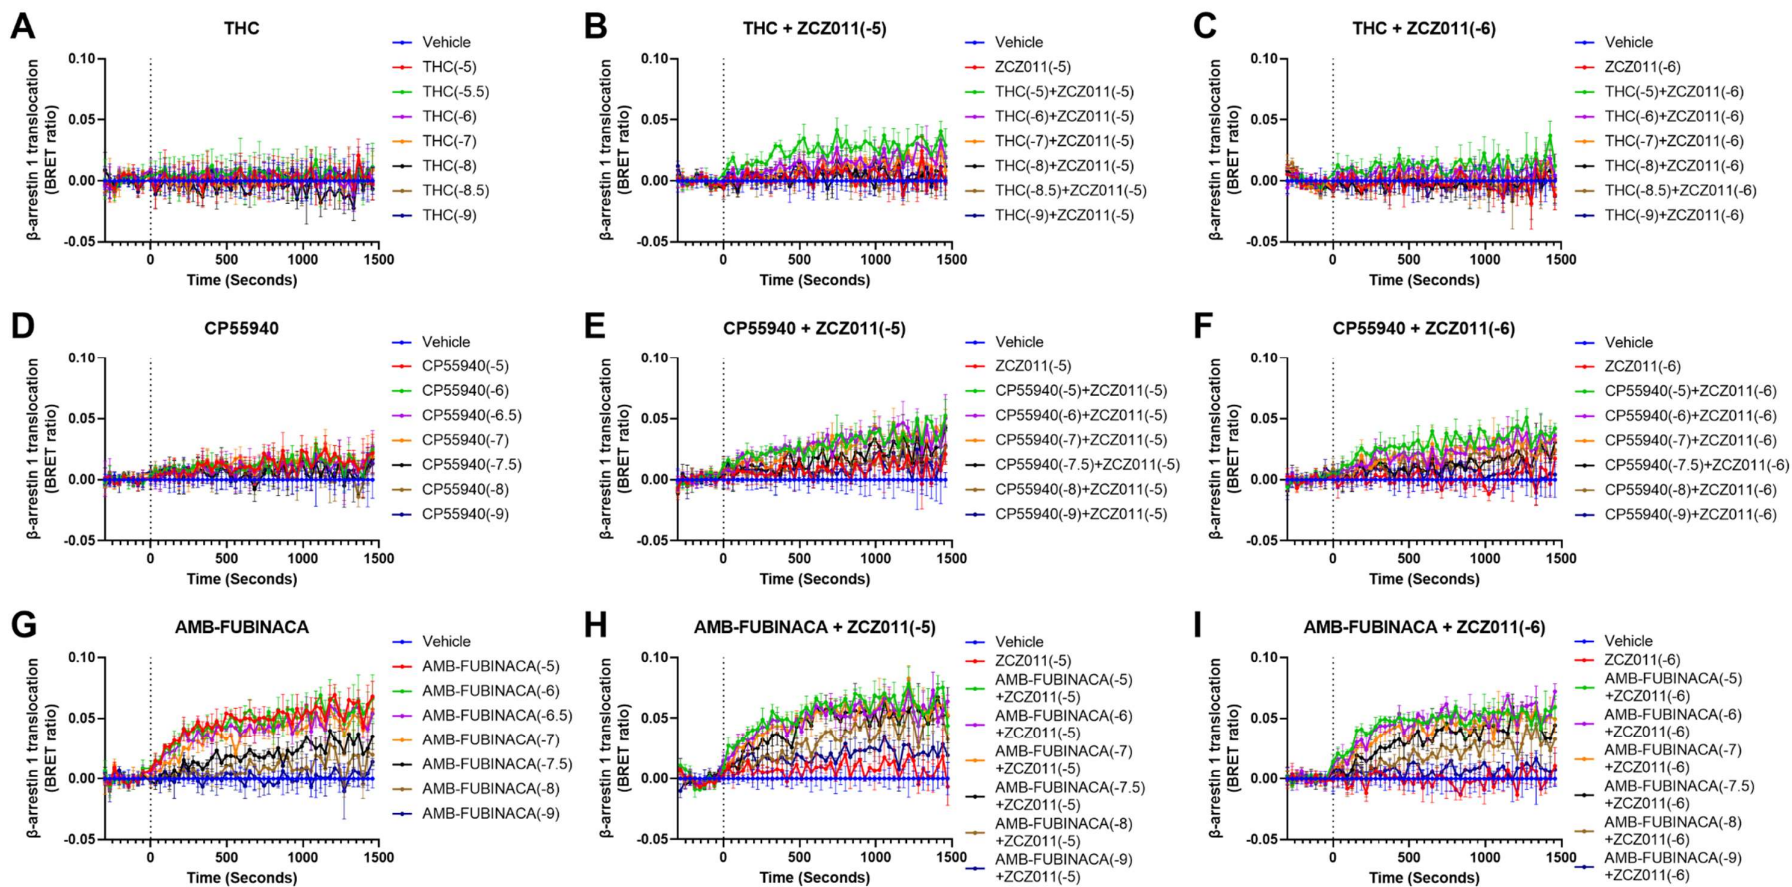 A
THC
β-arrestin 1 translocation
(BRET ratio)
0.10
0.05
0.00
-0.05
0
500
1000
1500
Time (Seconds)
Vehicle
THC(-5)
THC(-5.5)
THC(-6)
THC(-7)
THC(-8)
THC(-8.5)
THC(-9)
B
THC + ZCZ011(-5)
β-arrestin 1 translocation
(BRET ratio)
0.10
0.05
0.00
-0.05
0
500
1000
1500
Time (Seconds)
Vehicle
ZCZ011(-5)
THC(-5)+ZCZ011(-5)
THC(-6)+ZCZ011(-5)
THC(-7)+ZCZ011(-5)
THC(-8)+ZCZ011(-5)
THC(-8.5)+ZCZ011(-5)
THC(-9)+ZCZ011(-5)
C
THC + ZCZ011(-6)
β-arrestin 1 translocation
(BRET ratio)
0.10
0.05
0.00
-0.05
0
500
1000
1500
Time (Seconds)
Vehicle
ZCZ011(-6)
THC(-5)+ZCZ011(-6)
THC(-6)+ZCZ011(-6)
THC(-7)+ZCZ011(-6)
THC(-8)+ZCZ011(-6)
THC(-8.5)+ZCZ011(-6)
THC(-9)+ZCZ011(-6)
D
CP55940
β-arrestin 1 translocation
(BRET ratio)
0.10
0.05
0.00
-0.05
0
500
1000
1500
Time (Seconds)
Vehicle
CP55940(-5)
CP55940(-6)
CP55940(-6.5)
CP55940(-7)
CP55940(-7.5)
CP55940(-8)
CP55940(-9)
E
CP55940 + ZCZ011(-5)
β-arrestin 1 translocation
(BRET ratio)
0.10
0.05
0.00
-0.05
0
500
1000
1500
Time (Seconds)
Vehicle
ZCZ011(-5)
CP55940(-5)+ZCZ011(-5)
CP55940(-6)+ZCZ011(-5)
CP55940(-7)+ZCZ011(-5)
CP55940(-7.5)+ZCZ011(-5)
CP55940(-8)+ZCZ011(-5)
CP55940(-9)+ZCZ011(-5)
F
CP55940 + ZCZ011(-6)
β-arrestin 1 translocation
(BRET ratio)
0.10
0.05
0.00
-0.05
0
500
1000
1500
Time (Seconds)
Vehicle
ZCZ011(-6)
CP55940(-5)+ZCZ011(-6)
CP55940(-6)+ZCZ011(-6)
CP55940(-7)+ZCZ011(-6)
CP55940(-7.5)+ZCZ011(-6)
CP55940(-8)+ZCZ011(-6)
CP55940(-9)+ZCZ011(-6)
G
AMB-FUBINACA
β-arrestin 1 translocation
(BRET ratio)
0.10
0.05
0.00
-0.05
0
500
1000
1500
Time (Seconds)
Vehicle
AMB-FUBINACA(-5)
AMB-FUBINACA(-6)
AMB-FUBINACA(-6.5)
AMB-FUBINACA(-7)
AMB-FUBINACA(-7.5)
AMB-FUBINACA(-8)
AMB-FUBINACA(-9)
H
AMB-FUBINACA + ZCZ011(-5)
β-arrestin 1 translocation
(BRET ratio)
0.10
0.05
0.00
-0.05
0
500
1000
1500
Time (Seconds)
Vehicle
ZCZ011(-5)
AMB-FUBINACA(-5)
+ZCZ011(-5)
AMB-FUBINACA(-6)
+ZCZ011(-5)
AMB-FUBINACA(-7)
+ZCZ011(-5)
AMB-FUBINACA(-7.5)
+ZCZ011(-5)
AMB-FUBINACA(-8)
+ZCZ011(-5)
AMB-FUBINACA(-9)
+ZCZ011(-5)
I
AMB-FUBINACA + ZCZ011(-6)
β-arrestin 1 translocation
(BRET ratio)
0.10
0.05
0.00
-0.05
0
500
1000
1500
Time (Seconds)
Vehicle
ZCZ011(-6)
AMB-FUBINACA(-5)
+ZCZ011(-6)
AMB-FUBINACA(-6)
+ZCZ011(-6)
AMB-FUBINACA(-7)
+ZCZ011(-6)
AMB-FUBINACA(-7.5)
+ZCZ011(-6)
AMB-FUBINACA(-8)
+ZCZ011(-6)
AMB-FUBINACA(-9)
+ZCZ011(-6)